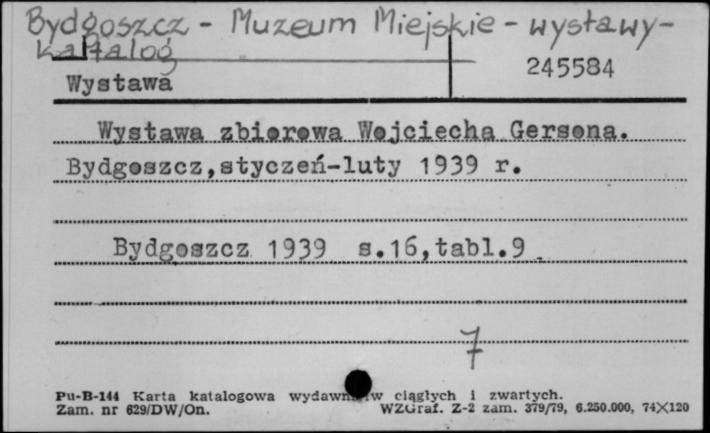 Bydgoszcz - Muzeum Miejskie - wystawy -
katalog
Wystawa 245584
Wystawa zbiorowa Wojciecha Gersona.
Bydgoszcz,styczeń-luty 1939 r.
Bydgoszcz 1939 s.16,tabl.9
7
Pu-B-144 Karta katalogowa wydawn w ciągłych i zwartych.
Zam. nr 629/DW/On. WZGraf. Z-2 zam. 379/79, 6.250.000, 74X120